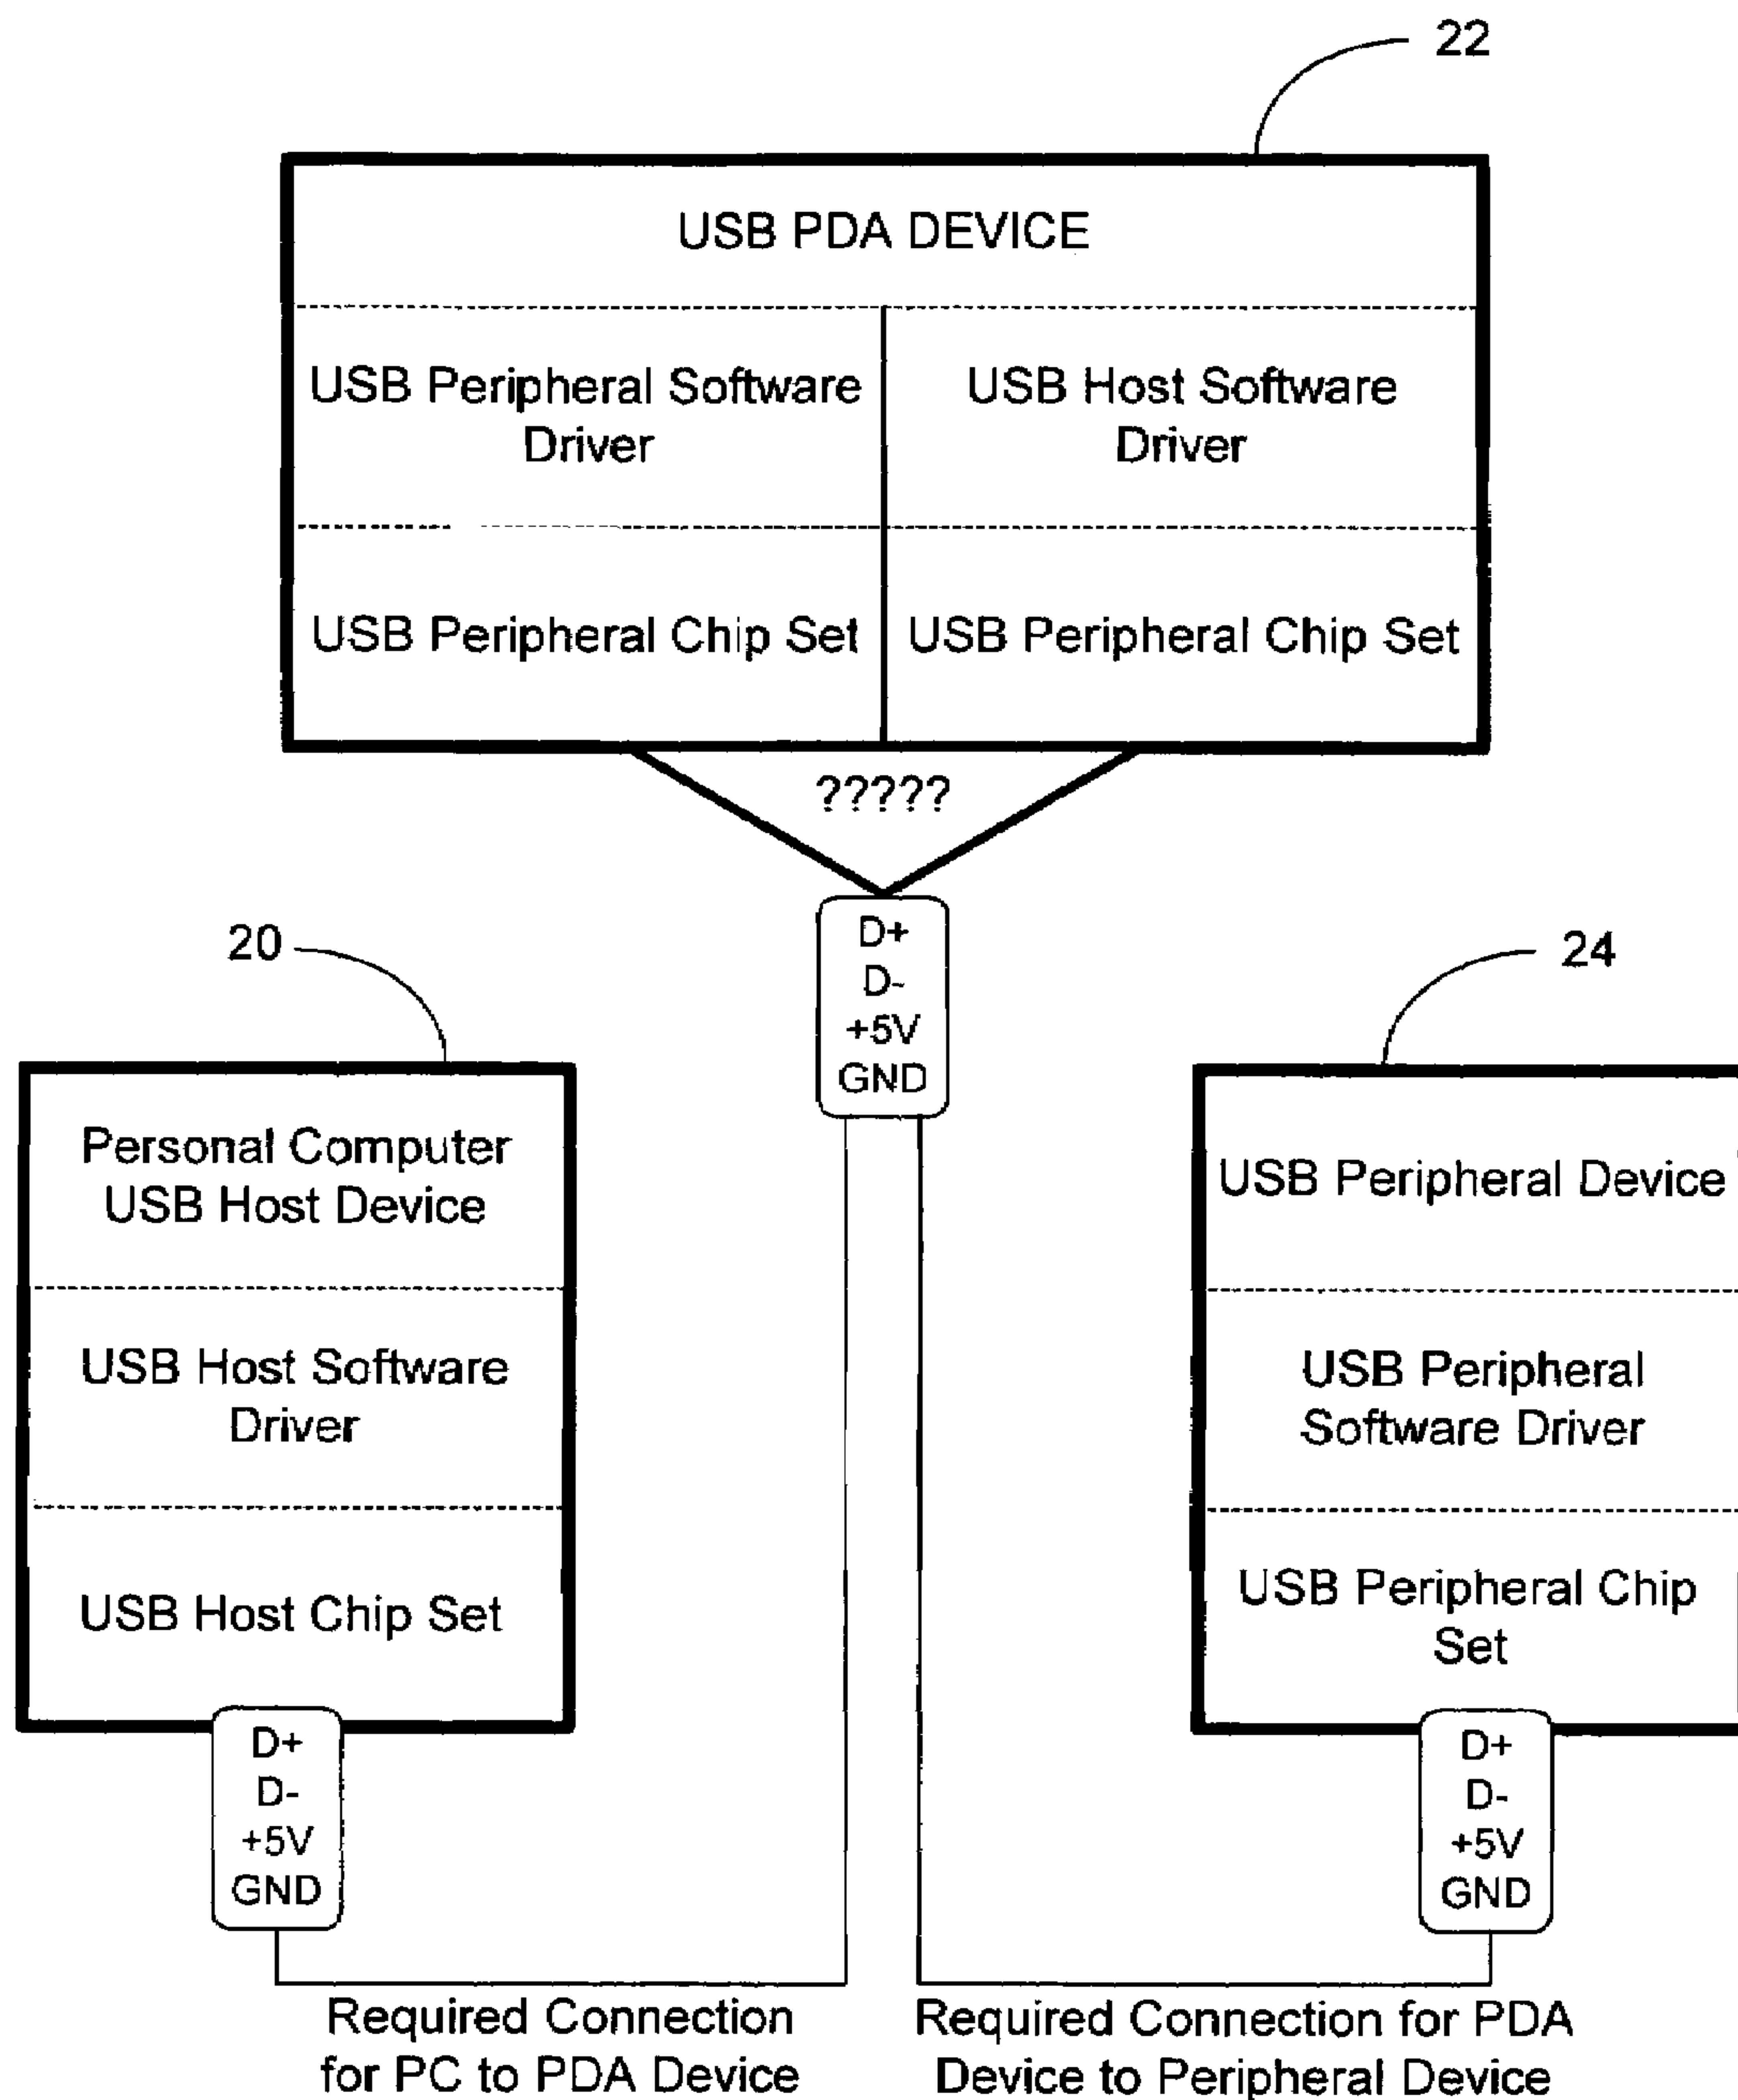 22
USB PDA DEVICE
USB Peripheral Software
Driver
USB Host Software
Driver
USB Peripheral Chip Set
USB Peripheral Chip Set
?????
D+
D-
+5V
GND
20
24
Personal Computer
USB Host Device
USB Host Software
Driver
USB Host Chip Set
D+
D-
+5V
GND
USB Peripheral Device
USB Peripheral
Software Driver
USB Peripheral Chip
Set
D+
D-
+5V
GND
Required Connection
for PC to PDA Device
Required Connection for PDA
Device to Peripheral Device